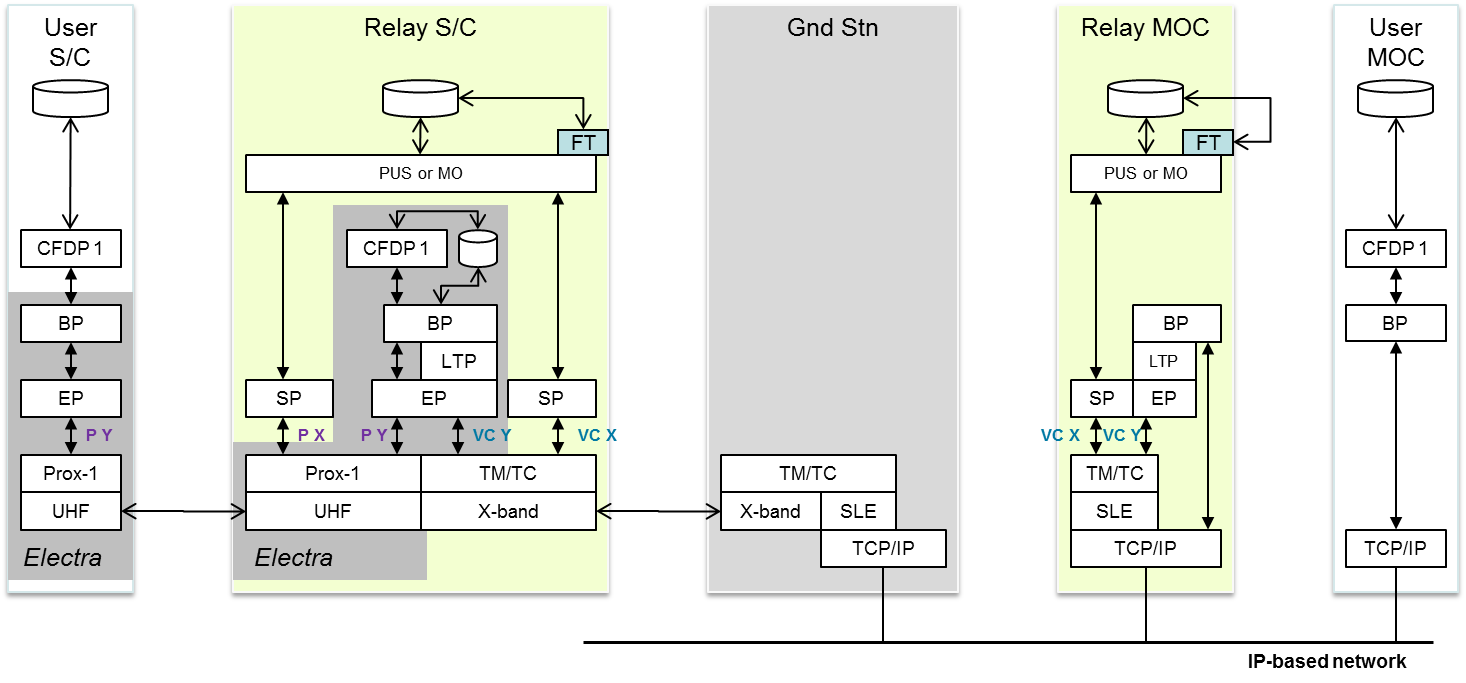 User
S/C
Relay S/C
Gnd Stn
Relay MOC
User
MOC
FT
FT
PUS or MO
PUS or MO
CFDP 1
CFDP 1
CFDP 1
BP
BP
BP
BP
LTP
LTP
EP
SP
EP
SP
SP
EP
P Y
P X
P Y
VC Y
VC X
VC X
VC Y
Prox-1
Prox-1
TM/TC
TM/TC
TM/TC
UHF
UHF
X-band
X-band
SLE
SLE
Electra
Electra
TCP/IP
TCP/IP
TCP/IP
IP-based network